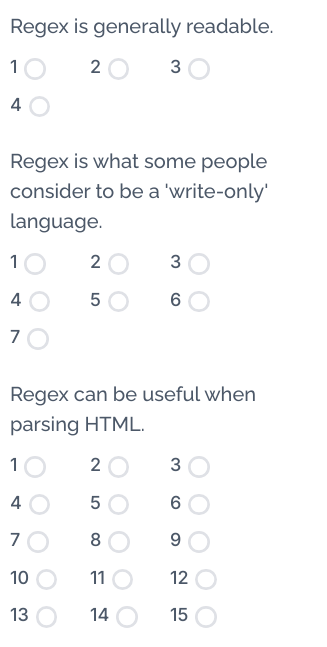 Regex is generally readable.
1 2 3
4
Regex is what some people
consider to be a 'write-only'
language.
1 2 3
4 5 6
7
Regex can be useful when
parsing HTML.
1 2 3
4 5 6
7 8 9
10 11 12
13 14 15